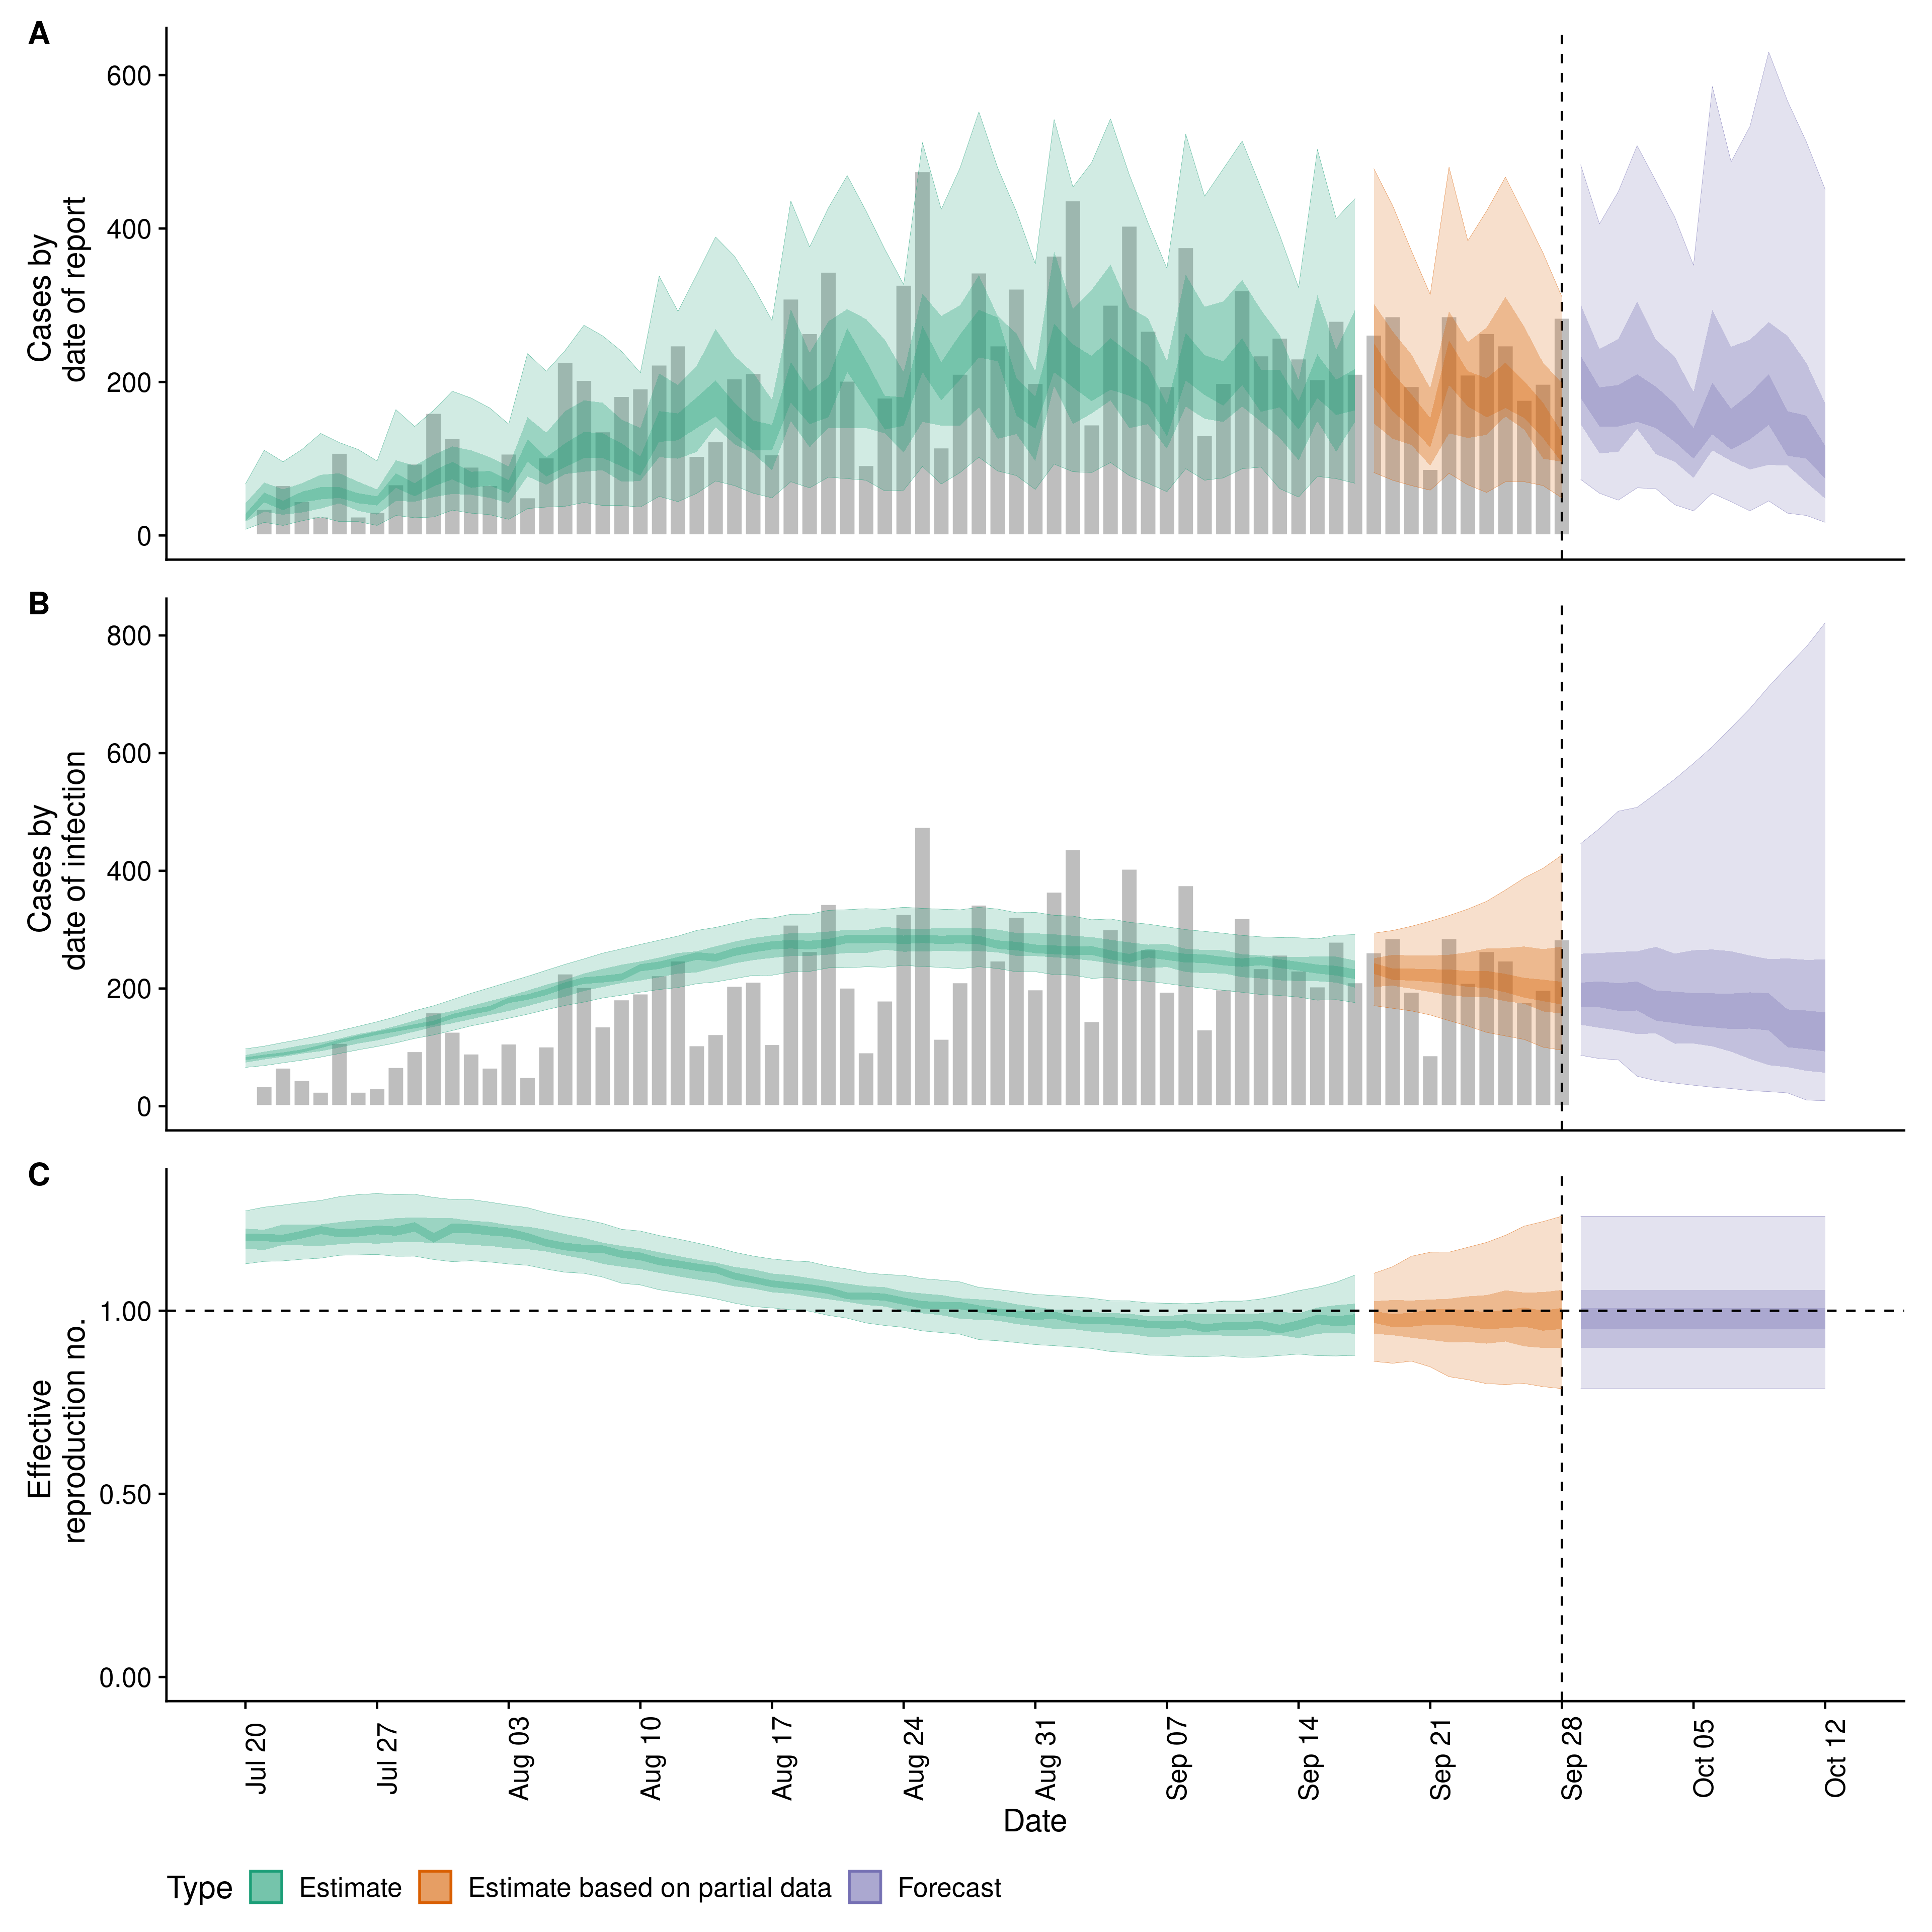 A
600
400
200
0
Cases by
date of report
B
800
600
400
200
0
Cases by
date of infection
C
1.00
0.50
0.00
Effective
reproduction no.
Jul 20
Jul 27
Aug 03
Aug 10
Aug 17
Aug 24
Aug 31
Sep 07
Sep 14
Sep 21
Sep 28
Oct 05
Oct 12
Date
Type Estimate Estimate based on partial data Forecast